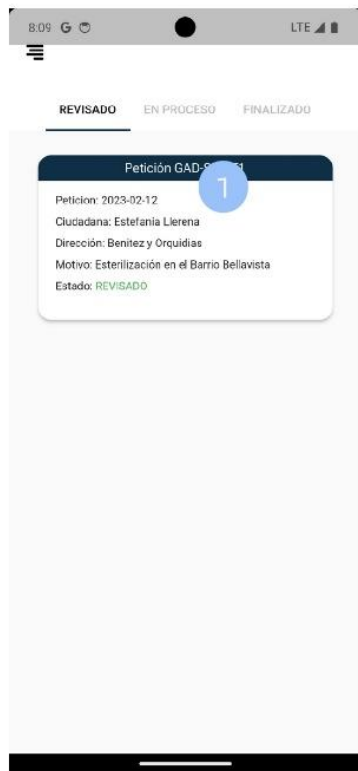 8:09 G LTE
REVISADO EN PROCESO FINALIZADO
Petición
1
Peticion: 2023-02-12
Ciudadana: Estefania Llerena
Dirección: Benitez y Orquidias
Motivo: Esterilización en el Barrio Bellavista
Estado: REVISADO